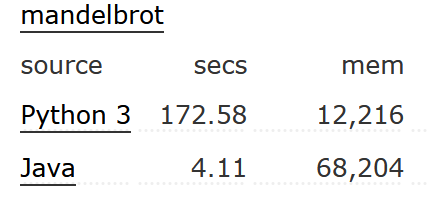 mandelbrot
source secs mem
Python 3 172.58 12,216
Java 4.11 68,204